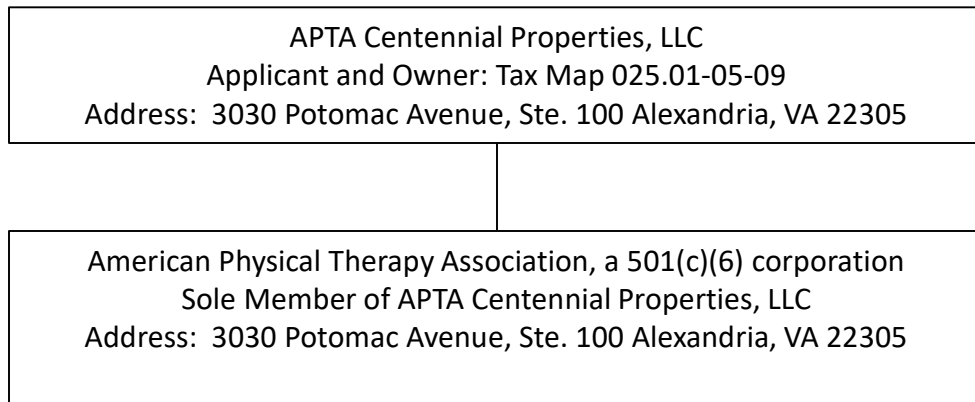 APTA Centennial Properties, LLC
Applicant and Owner: Tax Map 025.01-05-09
Address:  3030 Potomac Avenue, Ste. 100 Alexandria, VA 22305
American Physical Therapy Association, a 501(c)(6) corporation
Sole Member of APTA Centennial Properties, LLC
Address:  3030 Potomac Avenue, Ste. 100 Alexandria, VA 22305